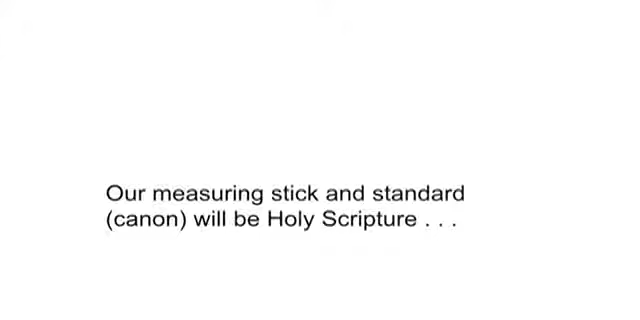 Our measuring stick and standard
(canon) will be Holy Scripture . . .